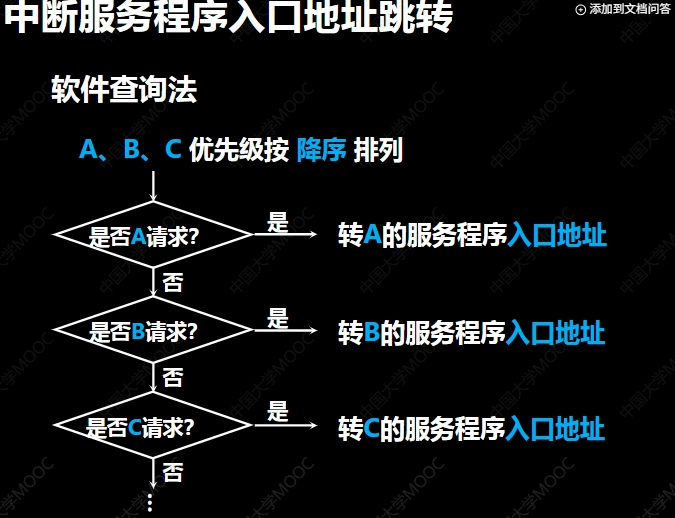 中断服务程序入口地址跳转
添加到文档问答
软件查询法
A、B、C 优先级按 降序 排列
是否A请求?
是
转A的服务程序入口地址
否
是否B请求?
是
转B的服务程序入口地址
否
是否C请求?
是
转C的服务程序入口地址
否
⋮
中国大学MOOC